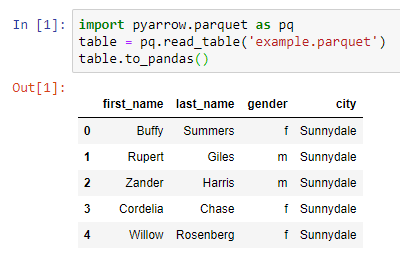 In [1]: import pyarrow.parquet as pq
table = pq.read_table('example.parquet')
table.to_pandas()
Out[1]:
first_name last_name gender city
0 Buffy Summers f Sunnydale
1 Rupert Giles m Sunnydale
2 Zander Harris m Sunnydale
3 Cordelia Chase f Sunnydale
4 Willow Rosenberg f Sunnydale